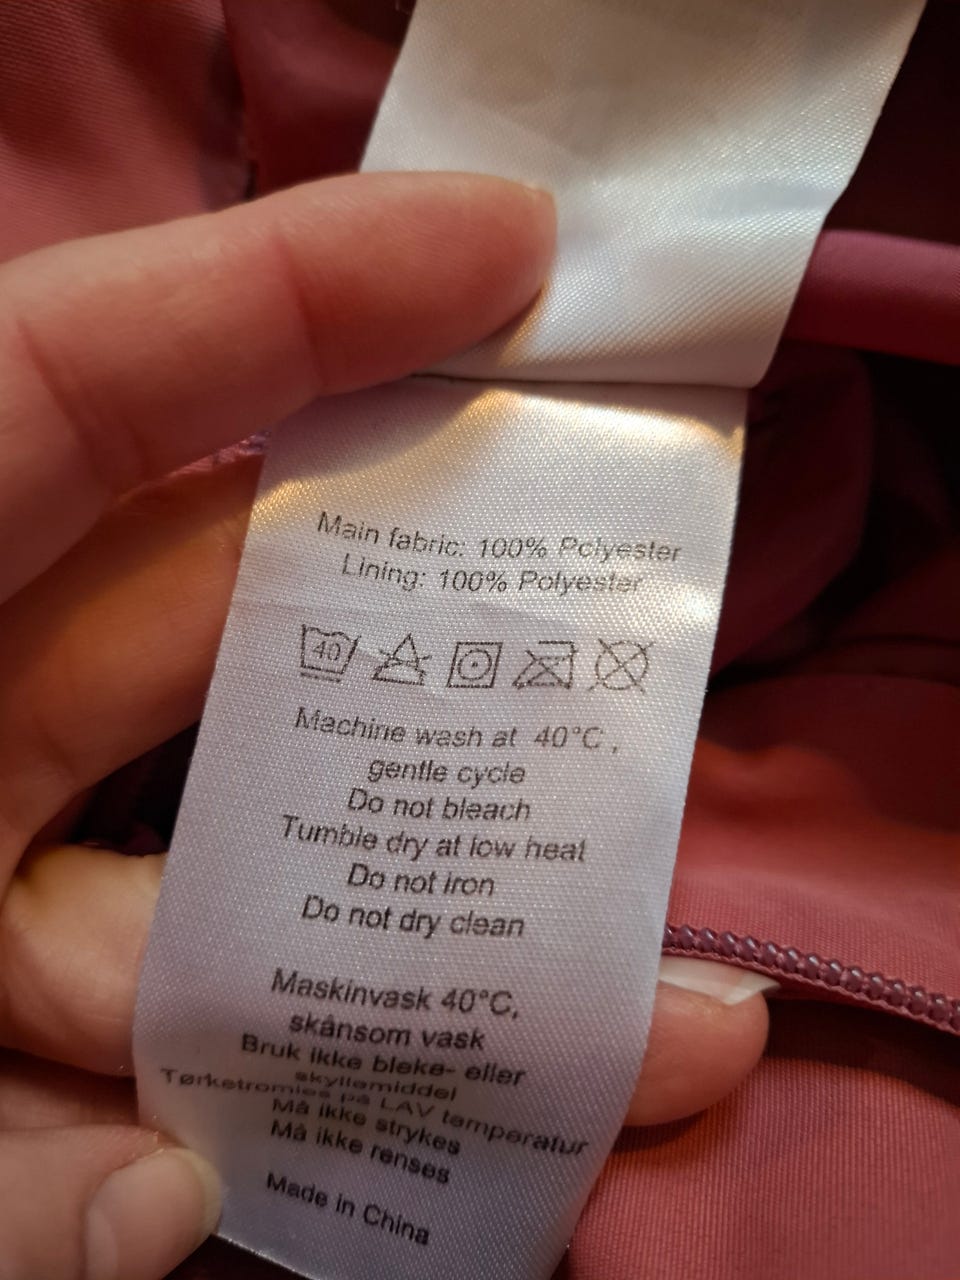 Main fabric: 100% Polyester
Lining: 100% Polyester
40
Machine wash at 40°C,
gentle cycle
Do not bleach
Tumble dry at low heat
Do not iron
Do not dry clean
Maskinvask 40°C,
skånsom vask
Bruk ikke bleke- eller
skyllemiddel
Tørketromles på LAV temperatur
Må ikke strykes
Må ikke renses
Made in China